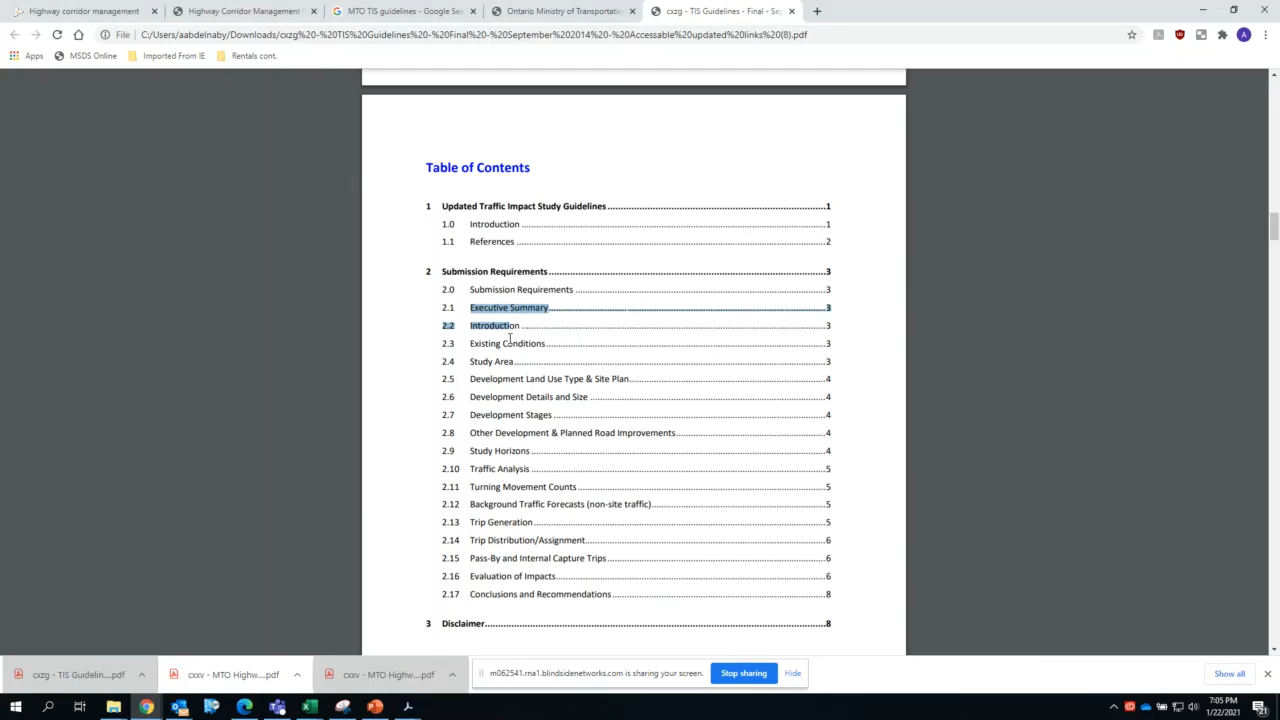 Highway corridor management
Highway Corridor Management
MTO TIS guidelines - Google Sea
Ontario Ministry of Transportation
cxzg - TIS Guidelines - Final - Sep
File
C:/Users/aabdelnaby/Downloads/cxzg%20-%20TIS%20Guidelines%20-%20Final%20-%20September%202014%20-%20Accessable%20updated%20links%20(8).pdf
A
Apps
MSDS Online
Imported From IE
Rentals cont.
Table of Contents
1 Updated Traffic Impact Study Guidelines 1
1.0 Introduction 1
1.1 References 2
2 Submission Requirements 3
2.0 Submission Requirements 3
2.1 Executive Summary 3
2.2 Introduction 3
2.3 Existing Conditions 3
2.4 Study Area 3
2.5 Development Land Use Type & Site Plan 4
2.6 Development Details and Size 4
2.7 Development Stages 4
2.8 Other Development & Planned Road Improvements 4
2.9 Study Horizons 4
2.10 Traffic Analysis 5
2.11 Turning Movement Counts 5
2.12 Background Traffic Forecasts (non-site traffic) 5
2.13 Trip Generation 5
2.14 Trip Distribution/Assignment 6
2.15 Pass-By and Internal Capture Trips 6
2.16 Evaluation of Impacts 6
2.17 Conclusions and Recommendations 8
3 Disclaimer 8
cxzg - TIS Guidelin....pdf
cxxv - MTO Highw....pdf
cxxv - MTO Highw....pdf
m062541.rna1.blindsidenetworks.com is sharing your screen.
Stop sharing
Hide
Show all
7:05 PM
1/22/2021
21